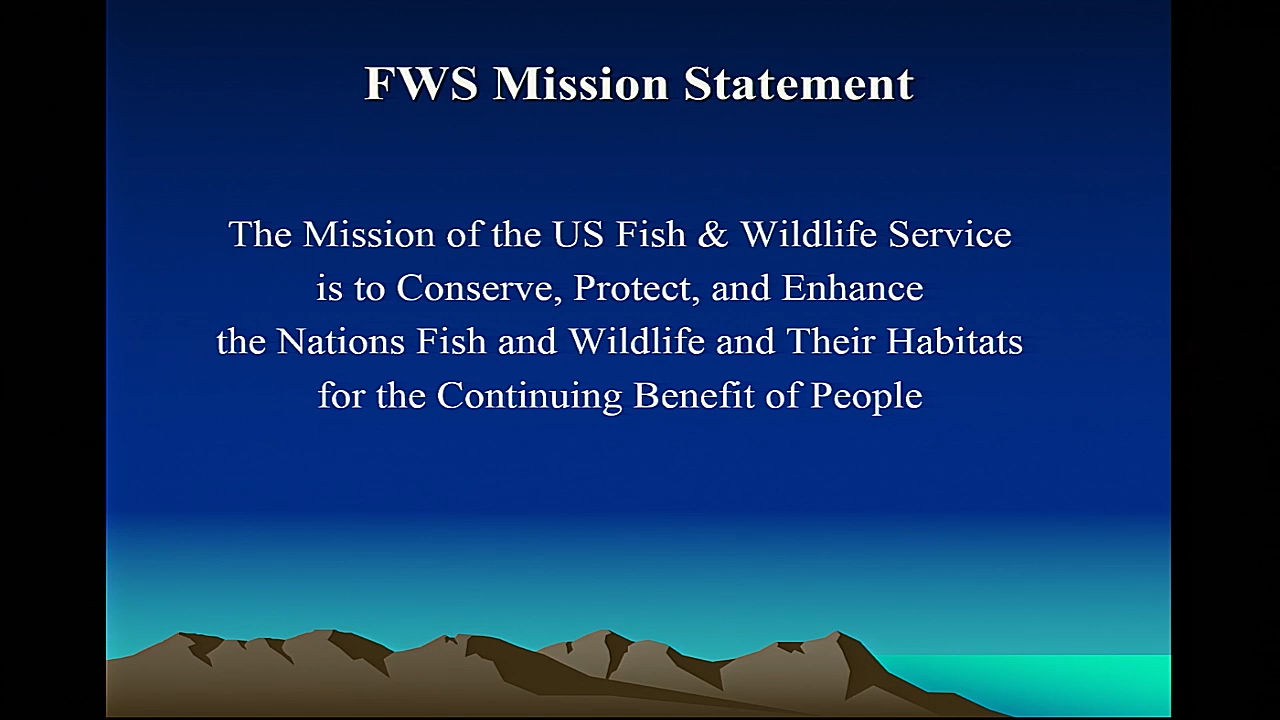 FWS Mission Statement
The Mission of the US Fish & Wildlife Service
is to Conserve, Protect, and Enhance
the Nations Fish and Wildlife and Their Habitats
for the Continuing Benefit of People